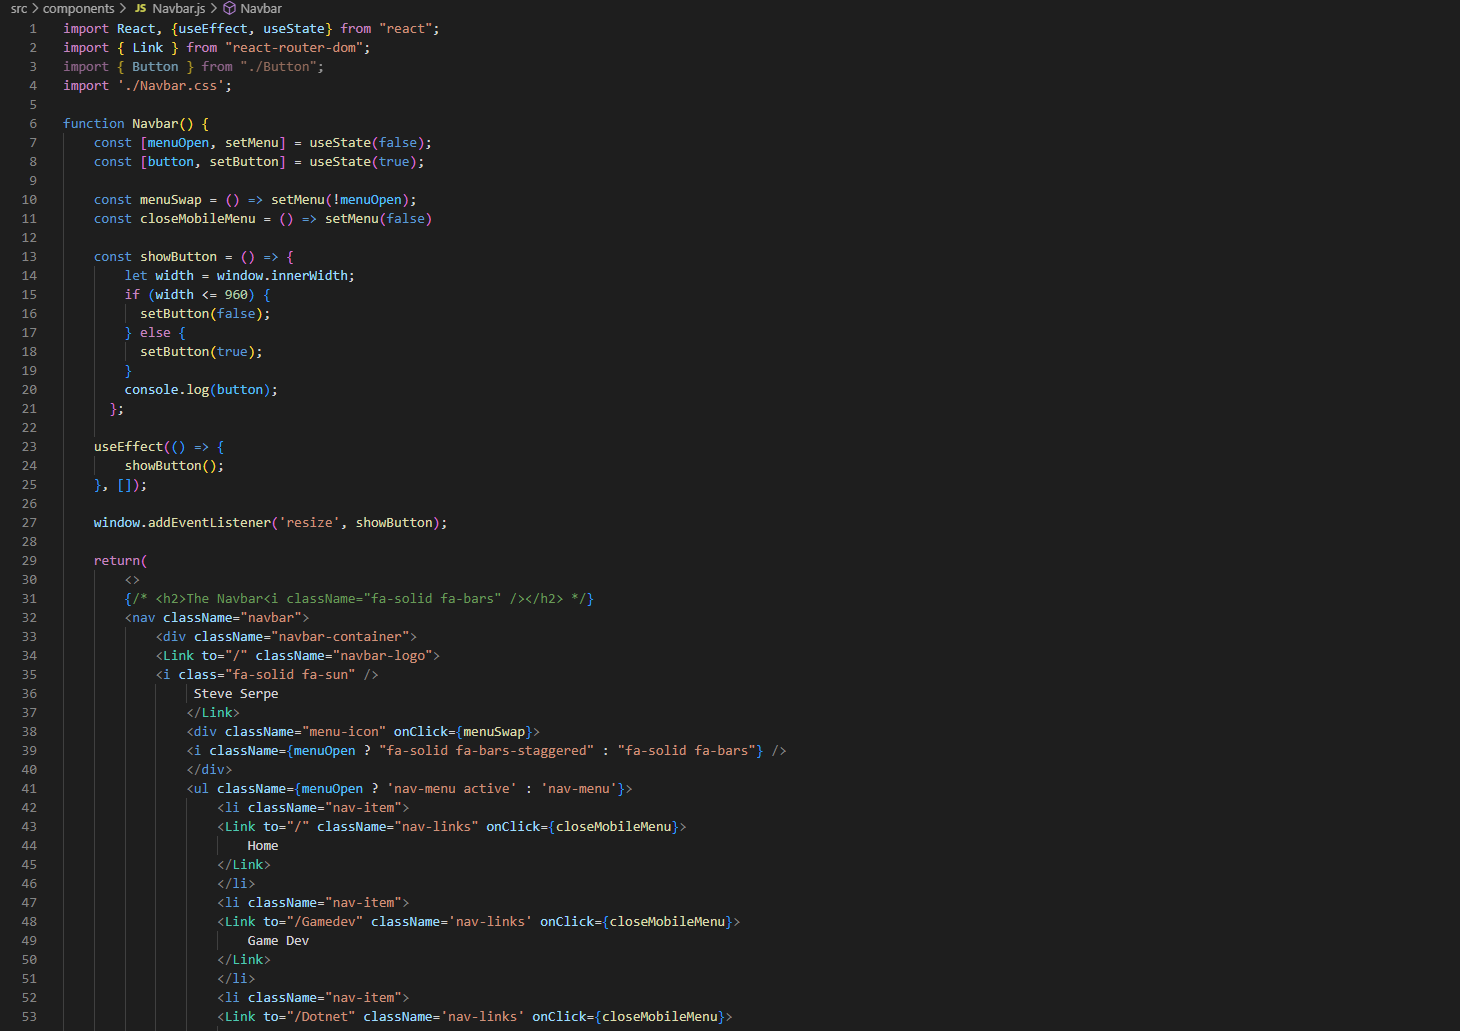 src > components > JS Navbar.js > Navbar
1 import React, {useEffect, useState} from "react";
2 import { Link } from "react-router-dom";
3 import { Button } from "./Button";
4 import './Navbar.css';
5
6 function Navbar() {
7     const [menuOpen, setMenu] = useState(false);
8     const [button, setButton] = useState(true);
9
10     const menuSwap = () => setMenu(!menuOpen);
11     const closeMobileMenu = () => setMenu(false)
12
13     const showButton = () => {
14         let width = window.innerWidth;
15         if (width <= 960) {
16           setButton(false);
17         } else {
18           setButton(true);
19         }
20         console.log(button);
21       };
22
23     useEffect(() => {
24         showButton();
25     }, []);
26
27     window.addEventListener('resize', showButton);
28
29     return(
30         <>
31         {/* <h2>The Navbar<i className="fa-solid fa-bars" /></h2> */}
32         <nav className="navbar">
33             <div className="navbar-container">
34             <Link to="/" className="navbar-logo">
35             <i class="fa-solid fa-sun" />
36                  Steve Serpe
37                 </Link>
38                 <div className="menu-icon" onClick={menuSwap}>
39                 <i className={menuOpen ? "fa-solid fa-bars-staggered" : "fa-solid fa-bars"} />
40                 </div>
41                 <ul className={menuOpen ? 'nav-menu active' : 'nav-menu'}>
42                     <li className="nav-item">
43                     <Link to="/" className="nav-links" onClick={closeMobileMenu}>
44                         Home
45                     </Link>
46                     </li>
47                     <li className="nav-item">
48                     <Link to="/Gamedev" className='nav-links' onClick={closeMobileMenu}>
49                         Game Dev
50                     </Link>
51                     </li>
52                     <li className="nav-item">
53                     <Link to="/Dotnet" className='nav-links' onClick={closeMobileMenu}>